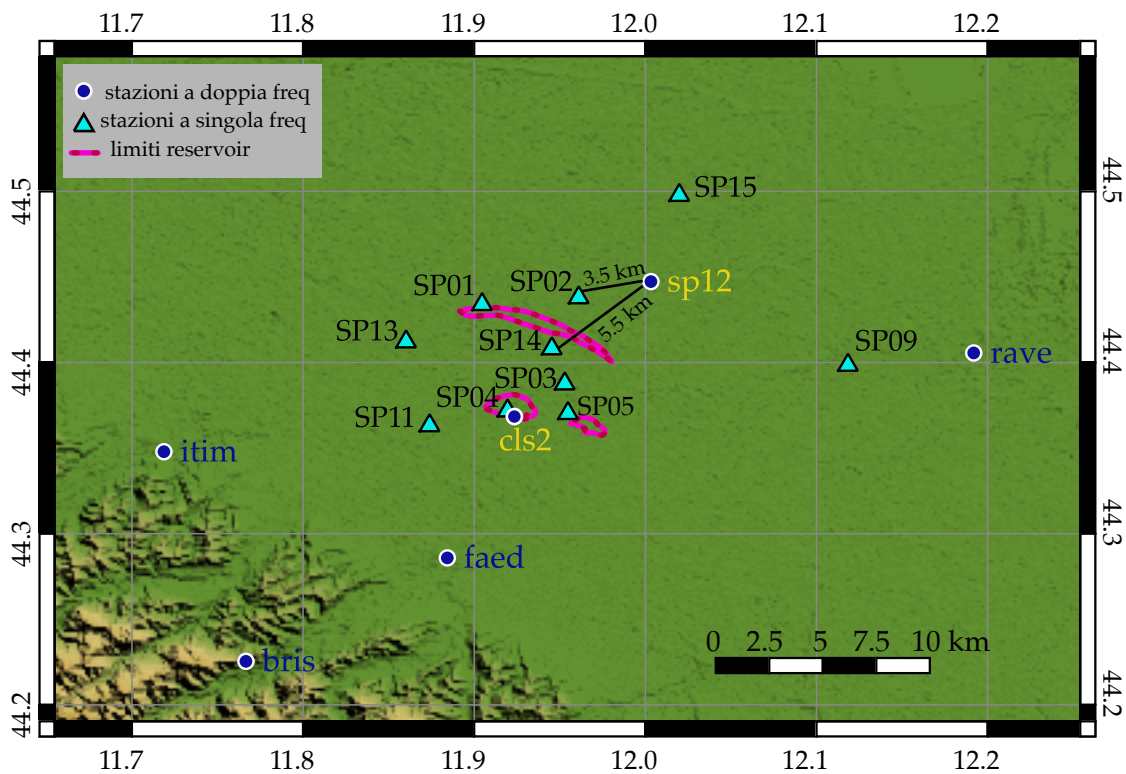 11.7 11.8 11.9 12.0 12.1 12.2
stazioni a doppia freq
stazioni a singola freq
limiti reservoir
44.5 44.5
SP15
SP01 SP02 3.5 km sp12
5.5 km
SP13 SP14 SP09 rave
44.4 44.4
SP03
SP04 SP05
SP11 cls2
itim
44.3 44.3
faed
0 2.5 5 7.5 10 km
bris
44.2 44.2
11.7 11.8 11.9 12.0 12.1 12.2